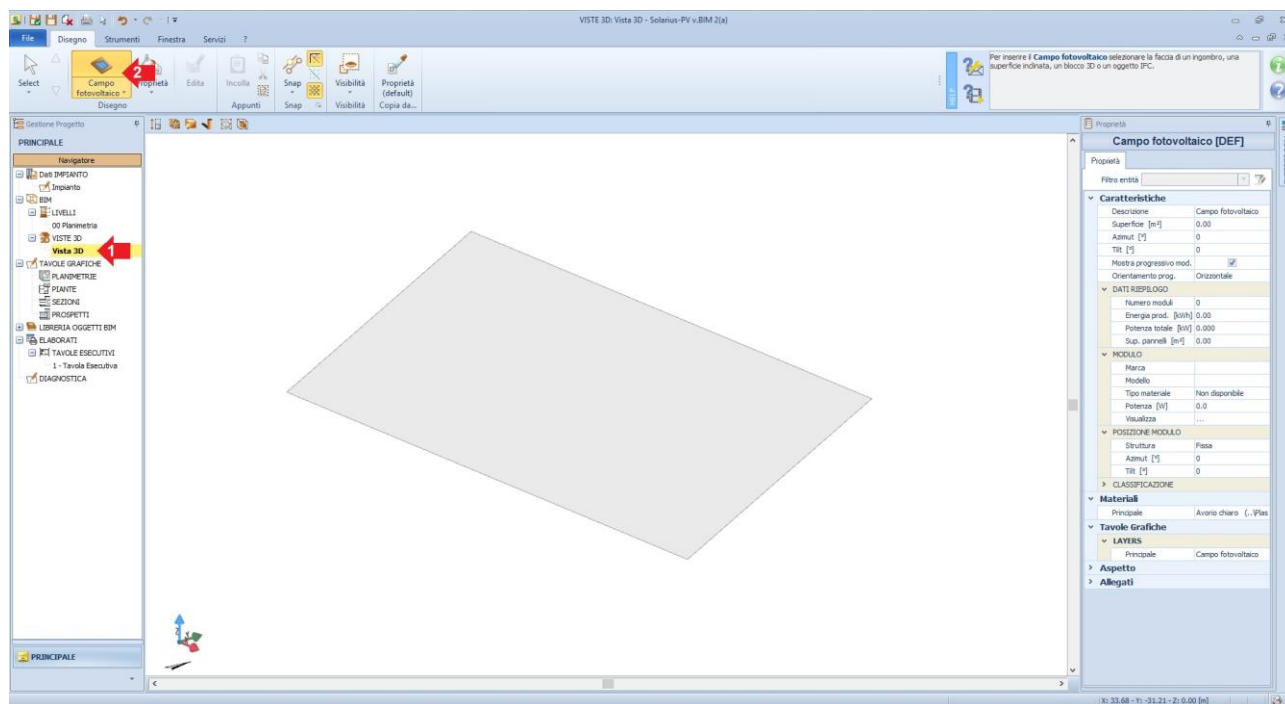 VISTE 3D: Vista 3D - Solarius-PV v.BIM 2(a)
File Disegno Strumenti Finestra Servizi ?
Select
Campo fotovoltaico
2
Proprietà
Edita
Incolla
Snap
Visibilità
Proprietà (default)
Disegno
Appunti
Snap
Visibilità
Copia da...
HELP
Per inserire il Campo fotovoltaico selezionare la faccia di un ingombro, una
superficie inclinata, un blocco 3D o un oggetto IFC.
Gestione Progetto
PRINCIPALE
Navigatore
Dati IMPIANTO
Impianto
BIM
LIVELLI
00 Planimetria
VISTE 3D
Vista 3D
1
TAVOLE GRAFICHE
PLANIMETRIE
PIANTE
SEZIONI
PROSPETTI
LIBRERIA OGGETTI BIM
ELABORATI
TAVOLE ESECUTIVI
1 - Tavola Esecutiva
DIAGNOSTICA
PRINCIPALE
Z
Proprietà
Campo fotovoltaico [DEF]
Proprietà
Filtro entità
Caratteristiche
Descrizione Campo fotovoltaico
Superficie [m²] 0.00
Azimut [°] 0
Tilt [°] 0
Mostra progressivo mod.
Orientamento prog. Orizzontale
DATI RIEPILOGO
Numero moduli 0
Energia prod. [kWh] 0.00
Potenza totale [kW] 0.000
Sup. pannelli [m²] 0.00
MODULO
Marca
Modello
Tipo materiale Non disponibile
Potenza [W] 0.0
Visualizza ...
POSIZIONE MODULO
Struttura Fissa
Azimut [°] 0
Tilt [°] 0
CLASSIFICAZIONE
Materiali
Principale Avorio chiaro (..\Plas
Tavole Grafiche
LAYERS
Principale Campo fotovoltaico
Aspetto
Allegati
X: 33.68 - Y: -31.21 - Z: 0.00 [m]